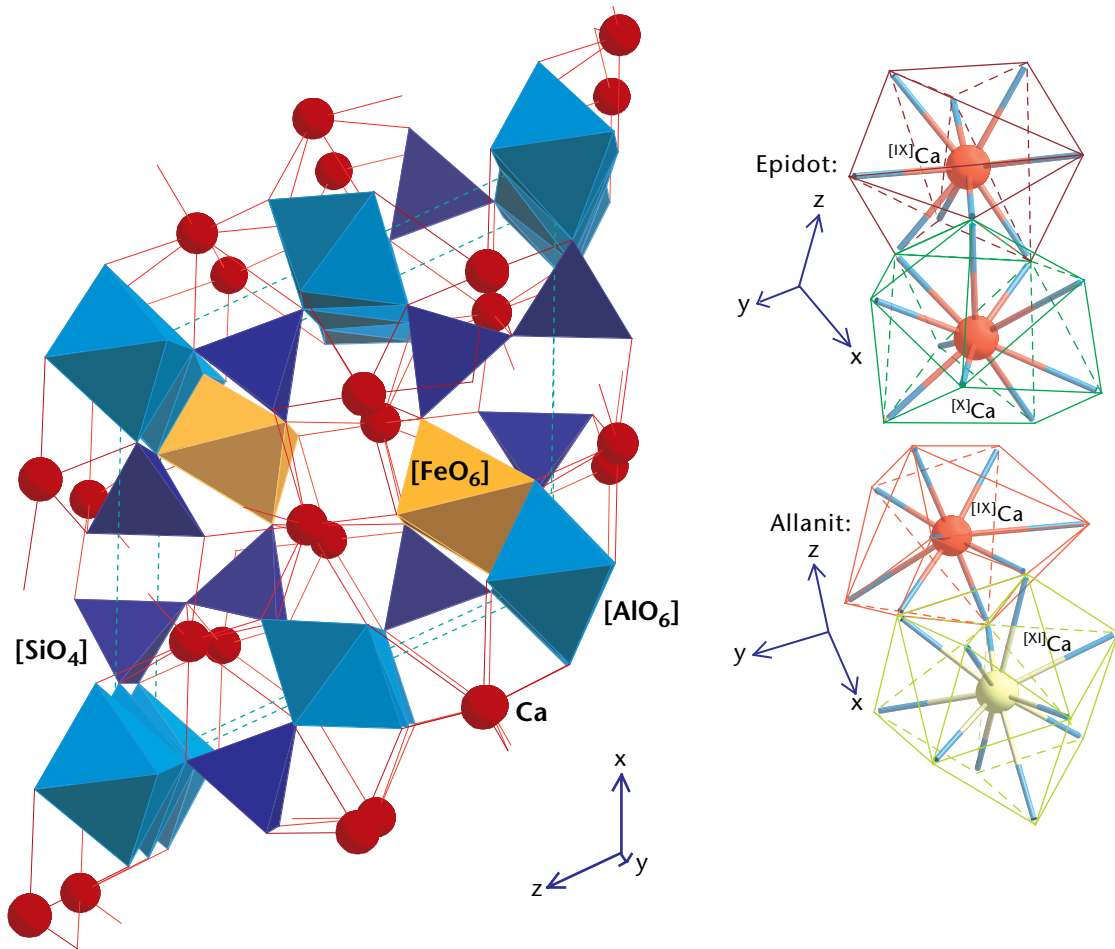 [FeO₆]
[AlO₆]
[SiO₄]
Ca
x
y
z
Epidot:
[IX]Ca
z
y
x
[X]Ca
Allanit:
[IX]Ca
z
y
x
[XI]Ca